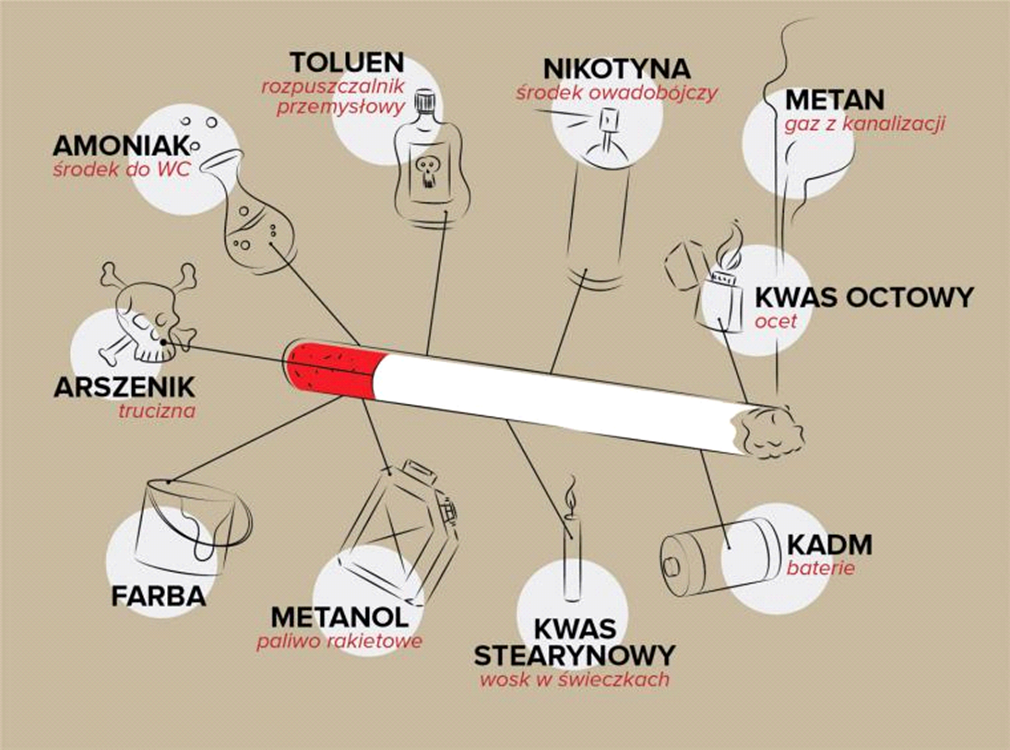 TOLUEN
rozpuszczalnik
przemysłowy
NIKOTYNA
środek owadobójczy
METAN
gaz z kanalizacji
AMONIAK
środek do WC
KWAS OCTOWY
ocet
ARSZENIK
trucizna
FARBA
METANOL
paliwo rakietowe
KWAS
STEARYNOWY
wosk w świeczkach
KADM
baterie